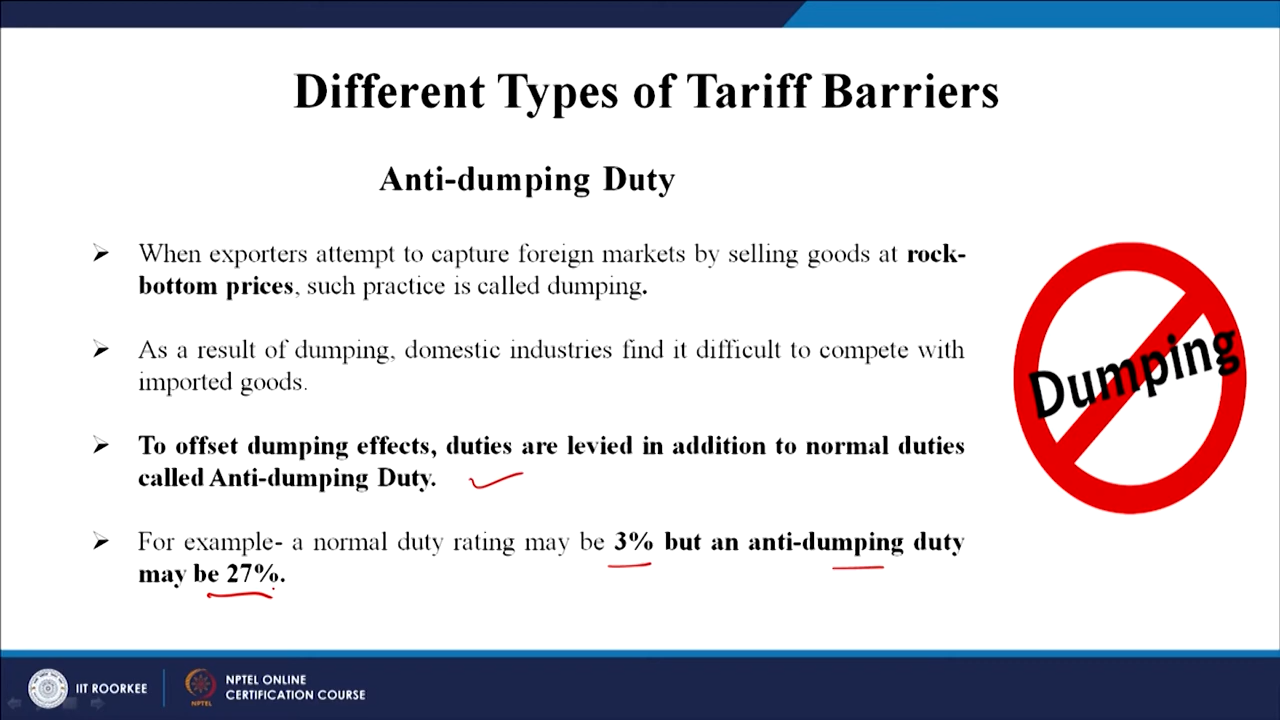 Different Types of Tariff Barriers
Anti-dumping Duty
When exporters attempt to capture foreign markets by selling goods at rock-
bottom prices, such practice is called dumping.
As a result of dumping, domestic industries find it difficult to compete with
imported goods.
To offset dumping effects, duties are levied in addition to normal duties
called Anti-dumping Duty.
For example- a normal duty rating may be 3% but an anti-dumping duty
may be 27%.
Dumping
IIT ROORKEE
NPTEL
NPTEL ONLINE
CERTIFICATION COURSE